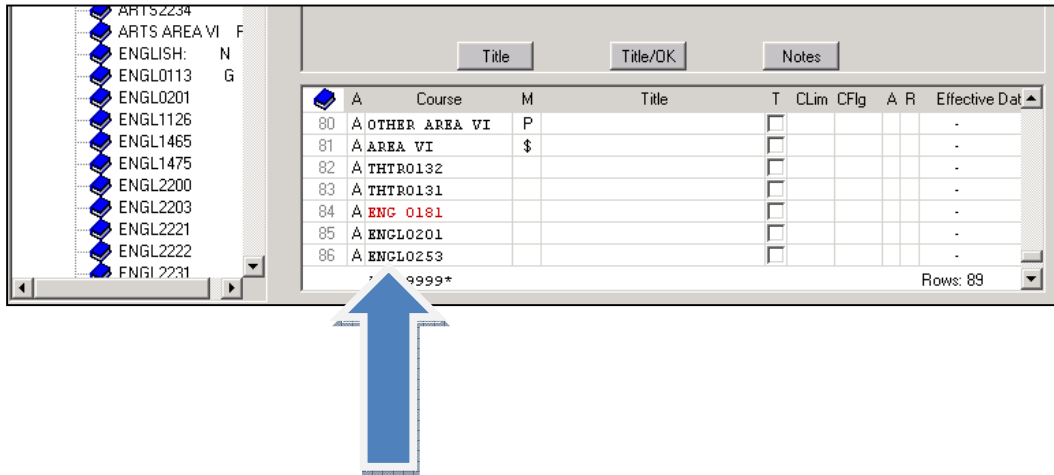 ARTS2234
ARTS AREA VI F
ENGLISH: N
ENGL0113 G
ENGL0201
ENGL1126
ENGL1465
ENGL1475
ENGL2200
ENGL2203
ENGL2221
ENGL2222
ENGL2231
Title Title/OK Notes
A Course M Title T CLim CFlg A R Effective Dat
80 A OTHER AREA VI P -
81 A AREA VI $ -
82 A THTR0132 -
83 A THTR0131 -
84 A ENG 0181 -
85 A ENGL0201 -
86 A ENGL0253 -
9999* Rows: 89